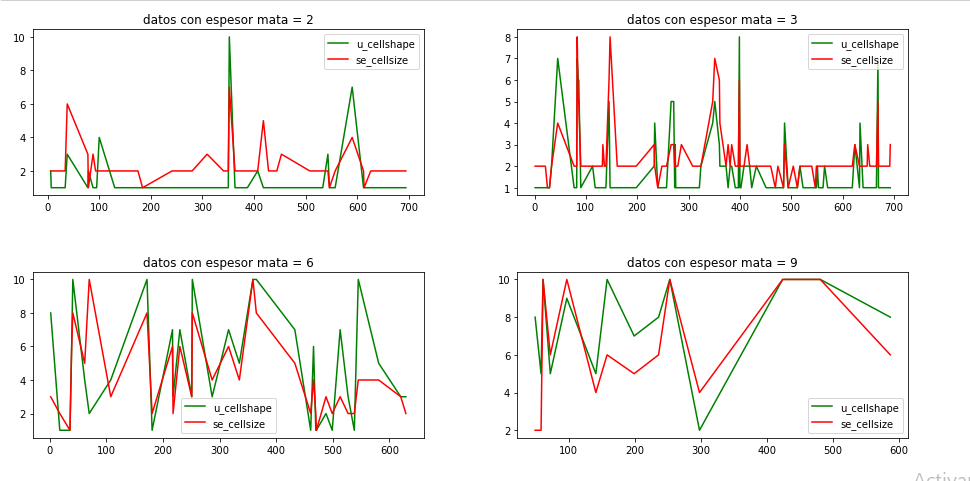 datos con espesor mata = 2
10
8
6
4
2
u_cellshape
se_cellsize
0 100 200 300 400 500 600 700
datos con espesor mata = 3
8
7
6
5
4
3
2
1
u_cellshape
se_cellsize
0 100 200 300 400 500 600 700
datos con espesor mata = 6
10
8
6
4
2
u_cellshape
se_cellsize
0 100 200 300 400 500 600
datos con espesor mata = 9
10
8
6
4
2
u_cellshape
se_cellsize
100 200 300 400 500 600